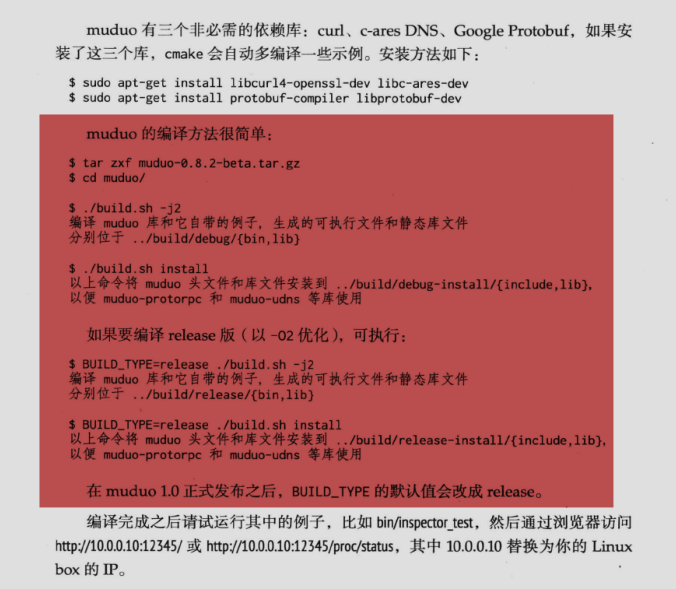 muduo 有三个非必需的依赖库：curl、c-ares DNS、Google Protobuf，如果安
装了这三个库，cmake 会自动多编译一些示例。安装方法如下：
$ sudo apt-get install libcurl4-openssl-dev libc-ares-dev
$ sudo apt-get install protobuf-compiler libprotobuf-dev
muduo 的编译方法很简单：
$ tar zxf muduo-0.8.2-beta.tar.gz
$ cd muduo/
$ ./build.sh -j2
编译 muduo 库和它自带的例子，生成的可执行文件和静态库文件
分别位于 ../build/debug/{bin,lib}
$ ./build.sh install
以上命令将 muduo 头文件和库文件安装到 ../build/debug-install/{include,lib}，
以便 muduo-protorpc 和 muduo-udns 等库使用
如果要编译 release 版（以 -O2 优化），可执行：
$ BUILD_TYPE=release ./build.sh -j2
编译 muduo 库和它自带的例子，生成的可执行文件和静态库文件
分别位于 ../build/release/{bin,lib}
$ BUILD_TYPE=release ./build.sh install
以上命令将 muduo 头文件和库文件安装到 ../build/release-install/{include,lib}，
以便 muduo-protorpc 和 muduo-udns 等库使用
在 muduo 1.0 正式发布之后，BUILD_TYPE 的默认值会改成 release。
编译完成之后请试运行其中的例子，比如 bin/inspector_test，然后通过浏览器访问
http://10.0.0.10:12345/ 或 http://10.0.0.10:12345/proc/status，其中 10.0.0.10 替换为你的 Linux
box 的 IP。